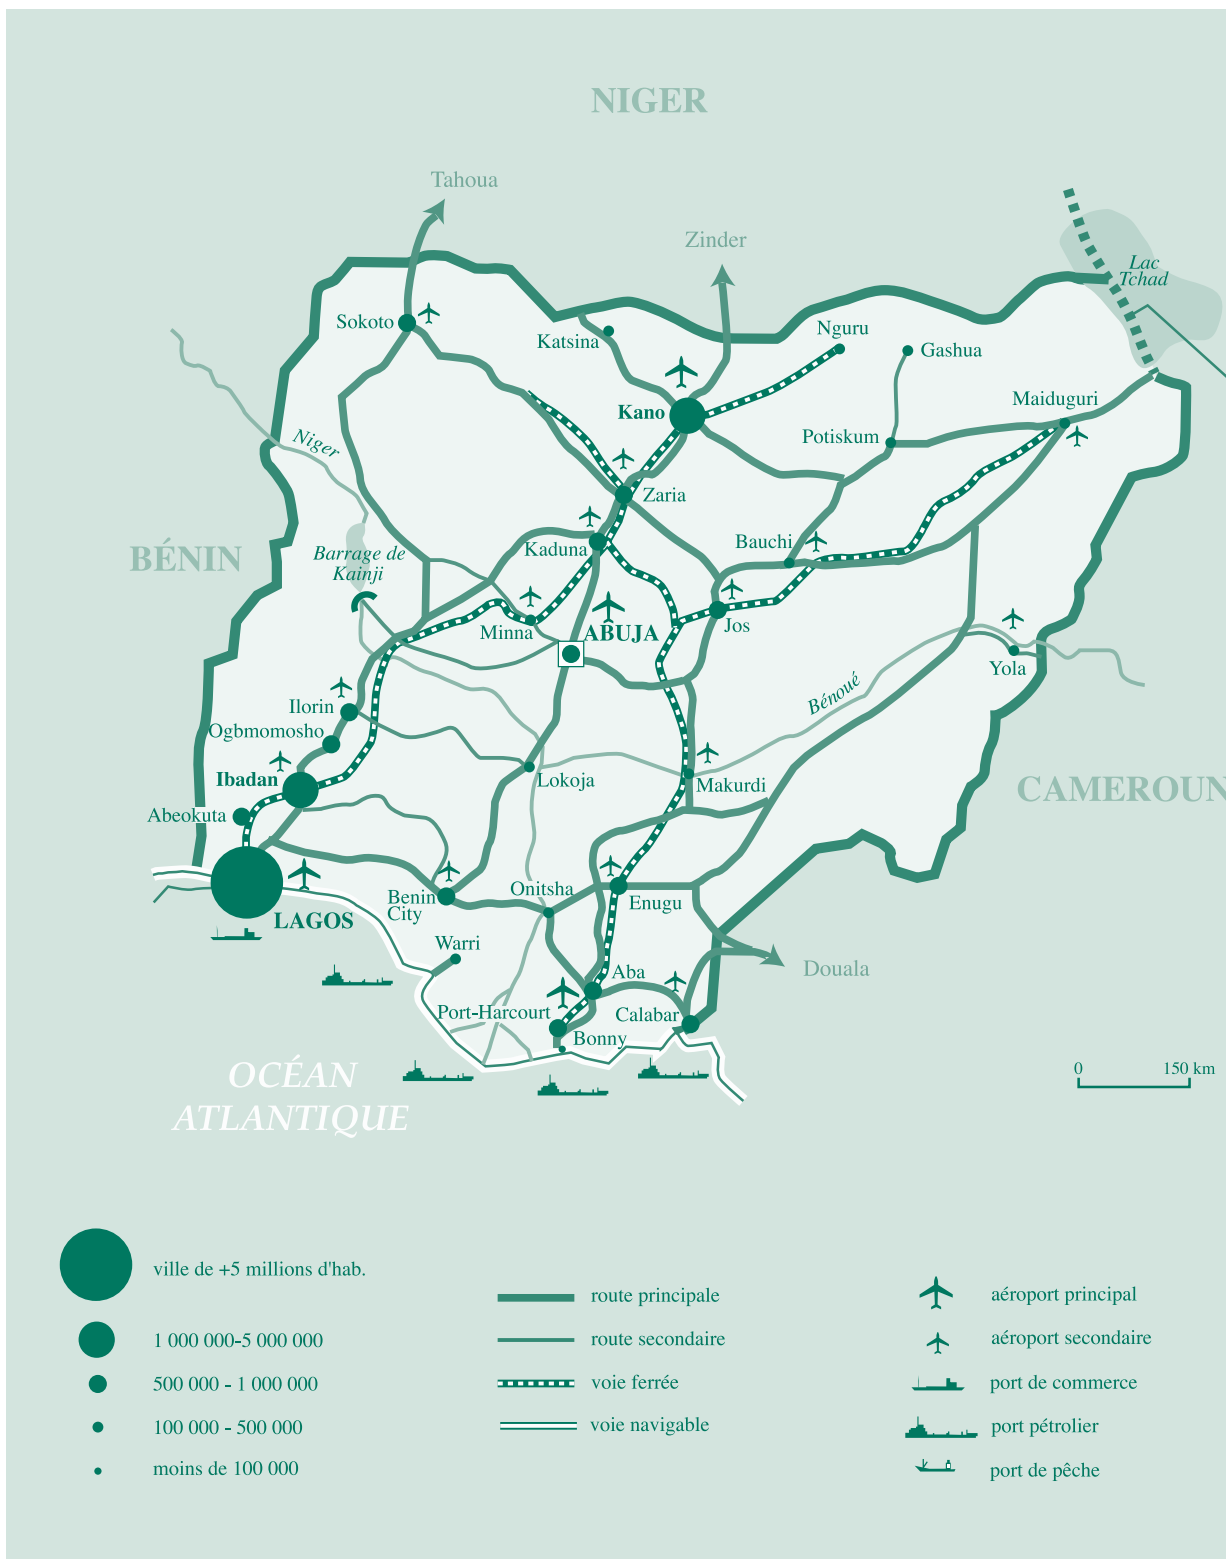 NIGER
Tahoua
Zinder
Lac
Tchad
Sokoto
Katsina
Nguru
Gashua
Kano
Maiduguri
Niger
Potiskum
Zaria
BÉNIN
Barrage de
Kainji
Kaduna
Bauchi
Minna
ABUJA
Jos
Yola
Bénoué
Ilorin
Ogbmomosho
Ibadan
Lokoja
Makurdi
CAMEROUN
Abeokuta
Benin
City
Onitsha
Enugu
LAGOS
Warri
Aba
Douala
Port-Harcourt
Calabar
Bonny
OCÉAN
ATLANTIQUE
0 150 km
ville de +5 millions d'hab.
1 000 000-5 000 000
500 000 - 1 000 000
100 000 - 500 000
moins de 100 000
route principale
route secondaire
voie ferrée
voie navigable
aéroport principal
aéroport secondaire
port de commerce
port pétrolier
port de pêche